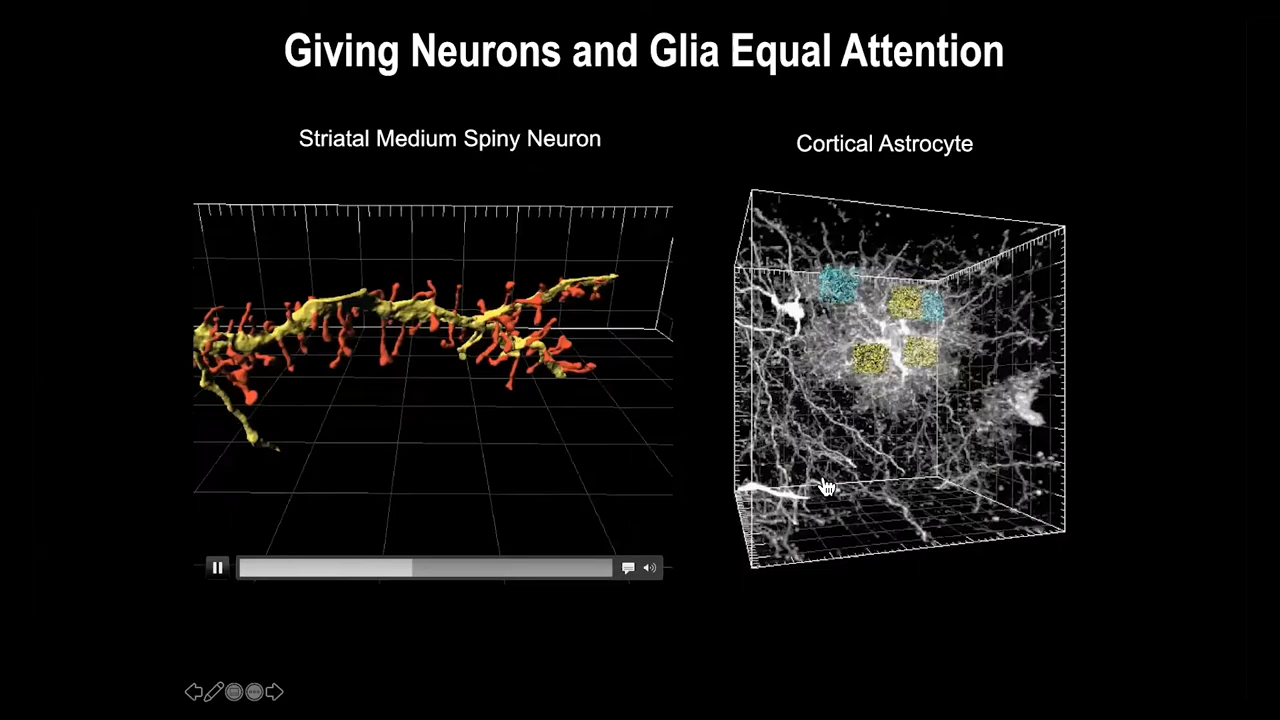 Giving Neurons and Glia Equal Attention
Striatal Medium Spiny Neuron
Cortical Astrocyte